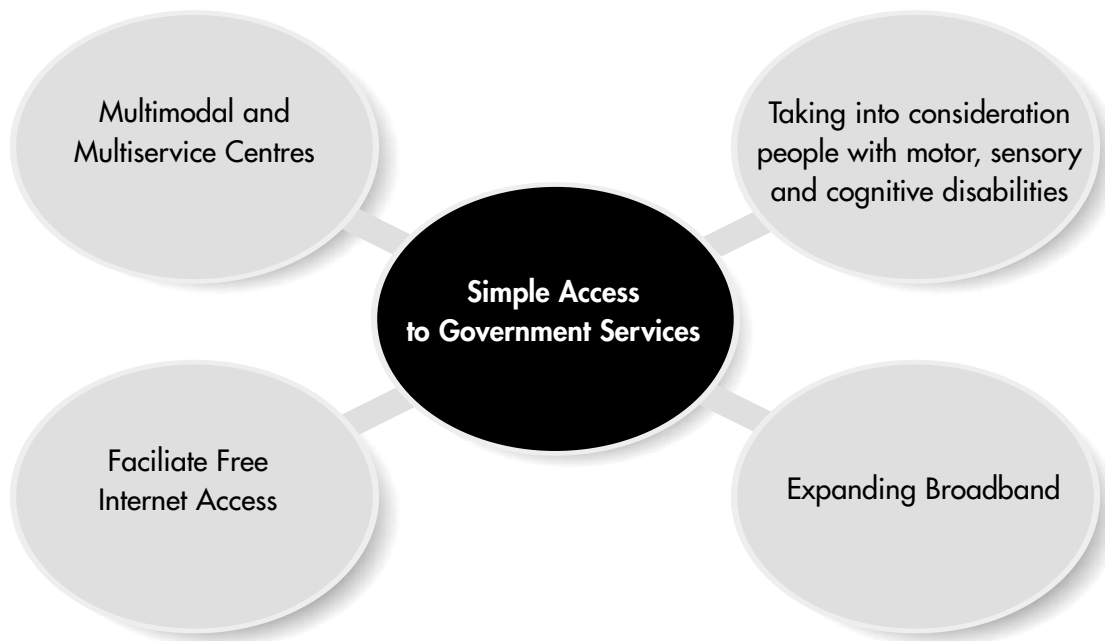 Multimodal and
Multiservice Centres
Taking into consideration
people with motor, sensory
and cognitive disabilities
Simple Access
to Government Services
Faciliate Free
Internet Access
Expanding Broadband